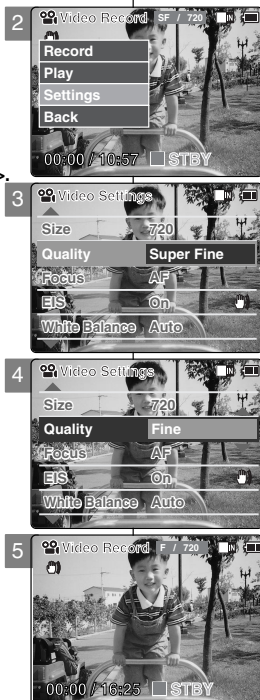 2
Video Record SF / 720 IN
Record
Play
Settings
Back
00:00 / 10:57 STBY
>.
3
Video Settings IN
Size 720
Quality Super Fine
Focus AF
EIS On
White Balance Auto
4
Video Settings IN
Size 720
Quality Fine
Focus AF
EIS On
White Balance Auto
5
Video Record F / 720 IN
00:00 / 16:25 STBY